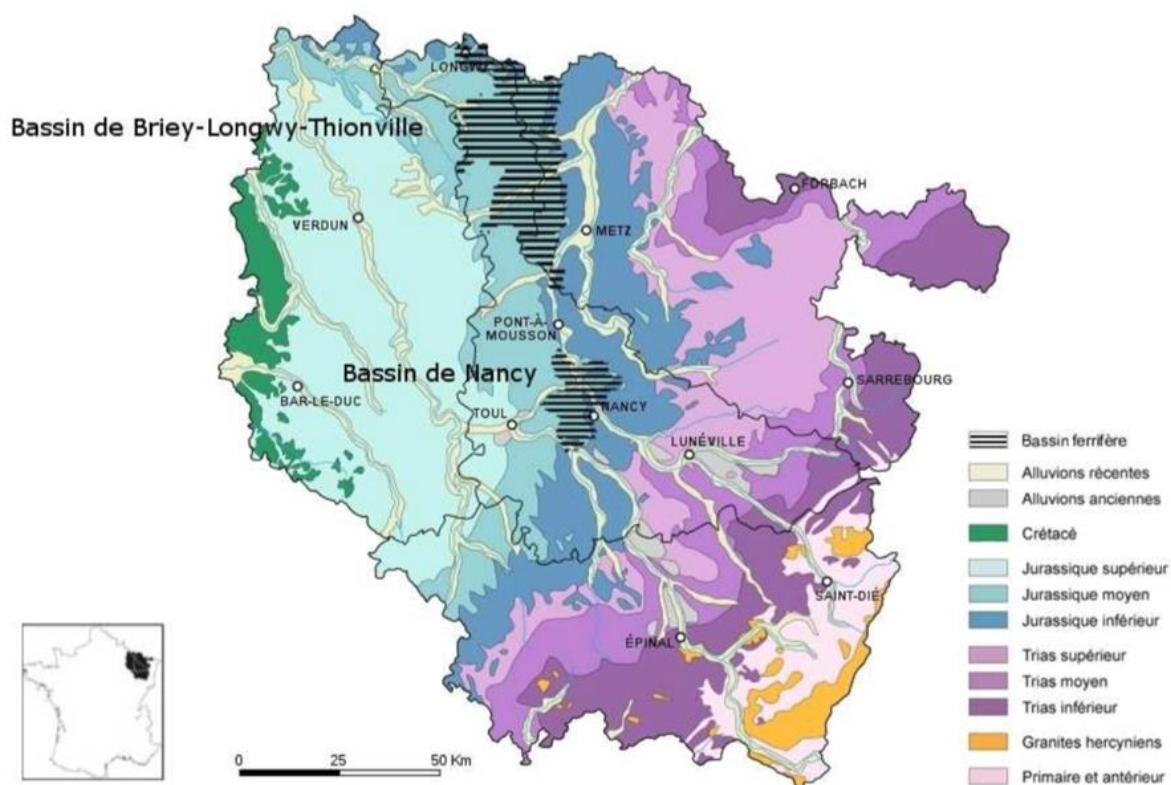 LONGWY
Bassin de Briey-Longwy-Thionville
FORBACH
VERDUN
METZ
PONT-À-
MOUSSON
Bassin de Nancy
SARREBOURG
BAR-LE-DUC
TOUL
NANCY
LUNÉVILLE
SAINT-DIÉ
ÉPINAL
Bassin ferrifère
Alluvions récentes
Alluvions anciennes
Crétacé
Jurassique supérieur
Jurassique moyen
Jurassique inférieur
Trias supérieur
Trias moyen
Trias inférieur
Granites hercyniens
Primaire et antérieur
0 25 50 Km